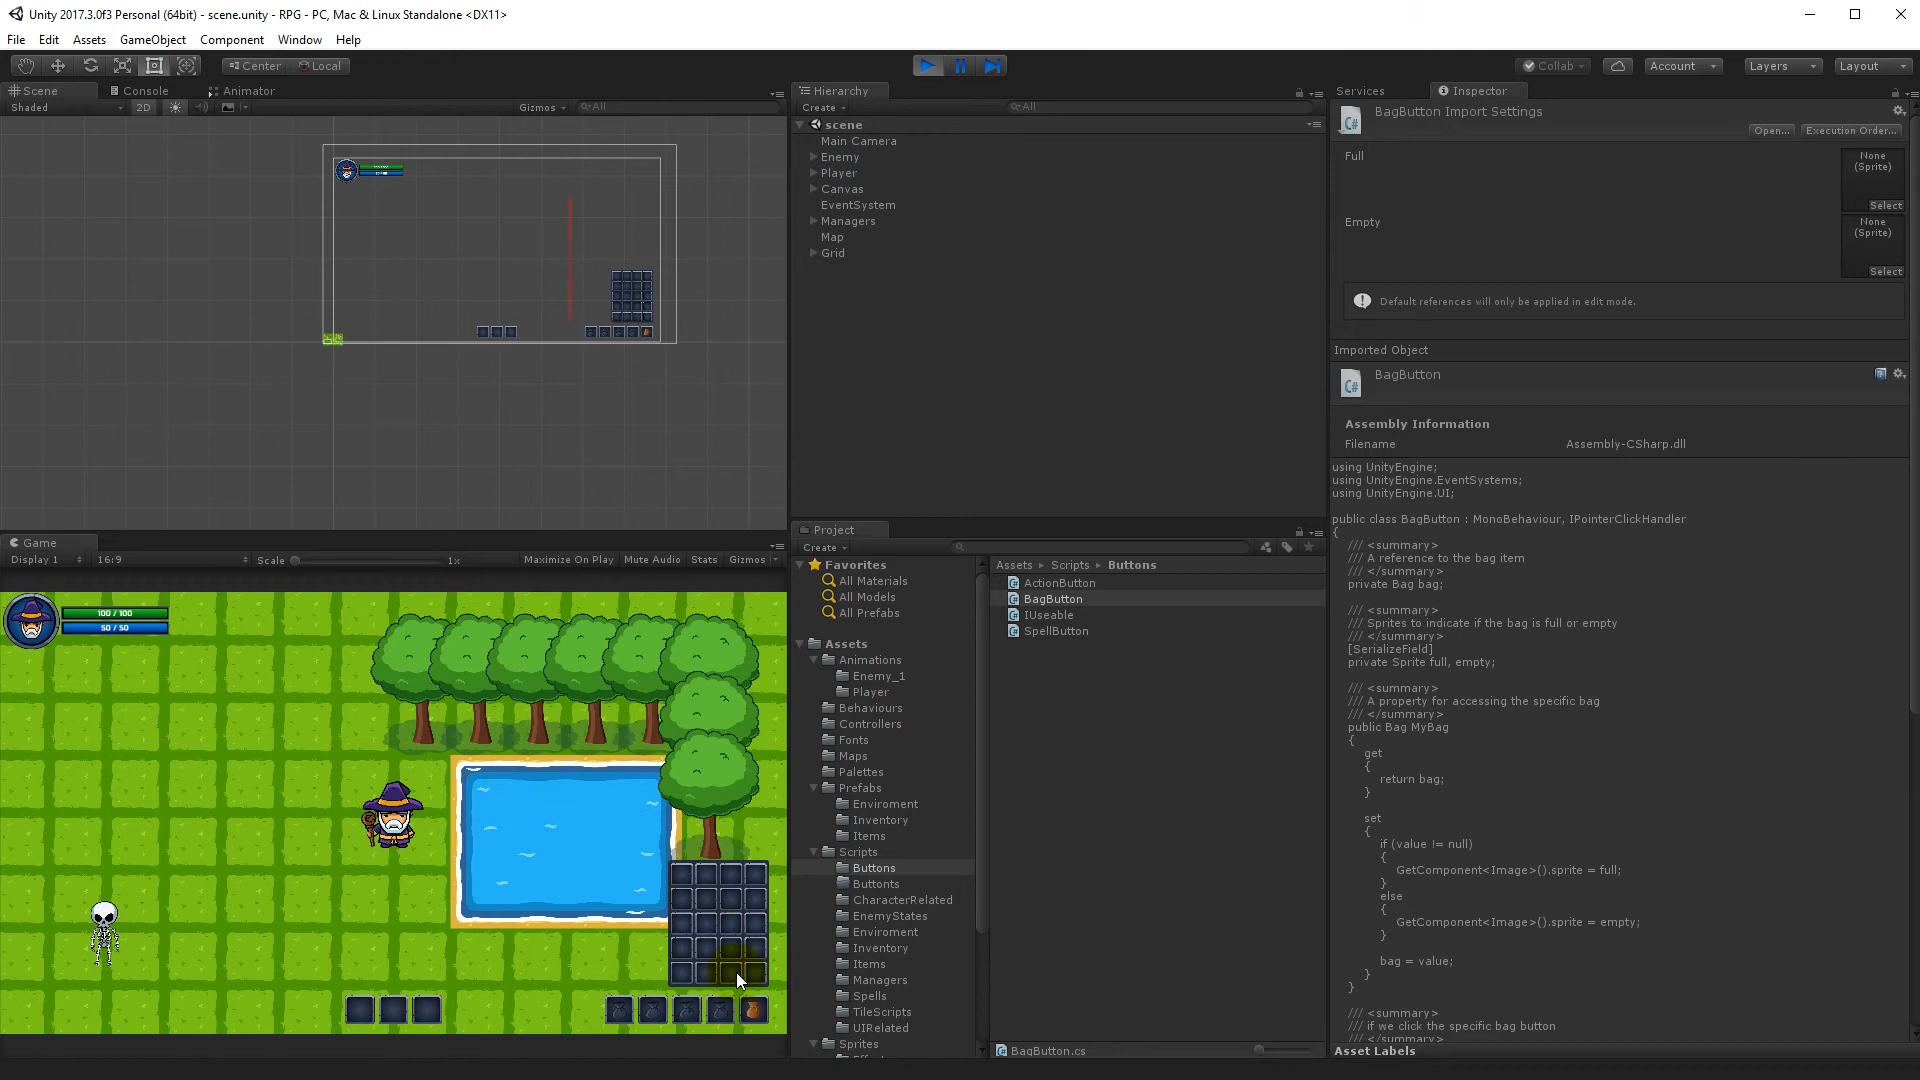 Unity 2017.3.0f3 Personal (64bit) - scene.unity - RPG - PC, Mac & Linux Standalone <DX11>
File Edit Assets GameObject Component Window Help
Center Local
Collab Account Layers Layout
Scene Console Animator
Shaded 2D Gizmos All
Hierarchy
Create All
scene
Main Camera
Enemy
Player
Canvas
EventSystem
Managers
Map
Grid
Services Inspector
BagButton Import Settings
Open... Execution Order...
Full
None
(Sprite)
Select
Empty
None
(Sprite)
Select
Default references will only be applied in edit mode.
Imported Object
BagButton
Assembly Information
Filename Assembly-CSharp.dll
using UnityEngine;
using UnityEngine.EventSystems;
using UnityEngine.UI;
public class BagButton : MonoBehaviour, IPointerClickHandler
{
/// <summary>
/// A reference to the bag item
/// </summary>
private Bag bag;
/// <summary>
/// Sprites to indicate if the bag is full or empty
/// </summary>
[SerializeField]
private Sprite full, empty;
/// <summary>
/// A property for accessing the specific bag
/// </summary>
public Bag MyBag
{
get
{
return bag;
}
set
{
if (value != null)
{
GetComponent<Image>().sprite = full;
}
else
{
GetComponent<Image>().sprite = empty;
}
bag = value;
}
}
/// <summary>
/// if we click the specific bag button
/// </summary>
Asset Labels
Game
Display 1 16:9 Scale 1x Maximize On Play Mute Audio Stats Gizmos
100 / 100
50 / 50
Project
Create
Favorites
All Materials
All Models
All Prefabs
Assets
Animations
Enemy_1
Player
Behaviours
Controllers
Fonts
Maps
Palettes
Prefabs
Enviroment
Inventory
Items
Scripts
Buttons
Buttonts
CharacterRelated
EnemyStates
Enviroment
Inventory
Items
Managers
Spells
TileScripts
UIRelated
Sprites
Assets Scripts Buttons
ActionButton
BagButton
IUseable
SpellButton
BagButton.cs